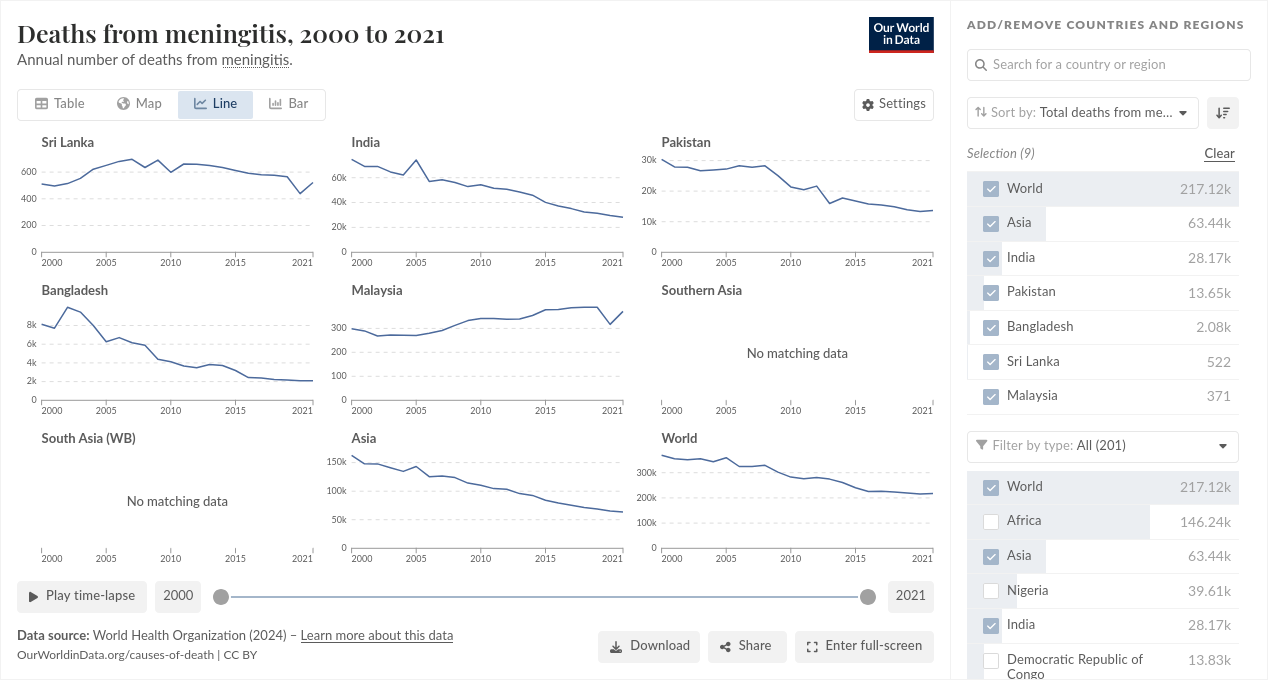 Deaths from meningitis, 2000 to 2021
Annual number of deaths from meningitis.
Our World
in Data
Table
Map
Line
Bar
Settings
Sri Lanka
600
400
200
0
2000
2005
2010
2015
2021
India
60k
40k
20k
0
2000
2005
2010
2015
2021
Pakistan
30k
20k
10k
0
2000
2005
2010
2015
2021
Bangladesh
8k
6k
4k
2k
0
2000
2005
2010
2015
2021
Malaysia
300
200
100
0
2000
2005
2010
2015
2021
Southern Asia
No matching data
2000
2005
2010
2015
2021
South Asia (WB)
No matching data
2000
2005
2010
2015
2021
Asia
150k
100k
50k
0
2000
2005
2010
2015
2021
World
300k
200k
100k
0
2000
2005
2010
2015
2021
Play time-lapse
2000
2021
Data source: World Health Organization (2024) – Learn more about this data
OurWorldinData.org/causes-of-death | CC BY
Download
Share
Enter full-screen
ADD/REMOVE COUNTRIES AND REGIONS
Search for a country or region
Sort by: Total deaths from me...
Selection (9)
Clear
World 217.12k
Asia 63.44k
India 28.17k
Pakistan 13.65k
Bangladesh 2.08k
Sri Lanka 522
Malaysia 371
Filter by type: All (201)
World 217.12k
Africa 146.24k
Asia 63.44k
Nigeria 39.61k
India 28.17k
Democratic Republic of 13.83k
Congo